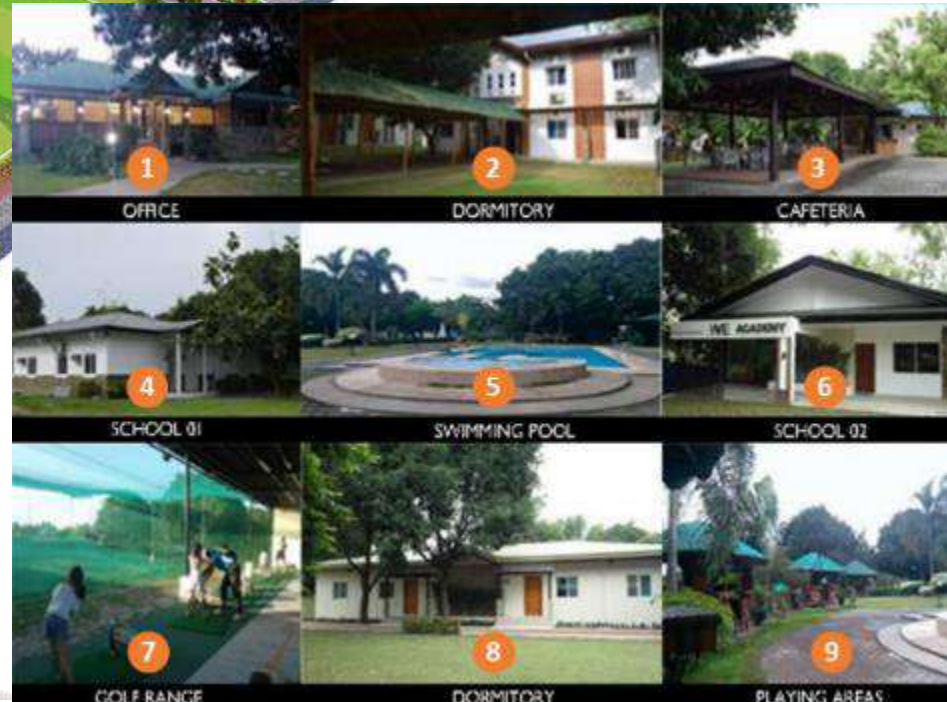 1
OFFICE
2
DORMITORY
3
CAFETERIA
4
SCHOOL 01
5
SWIMMING POOL
WE ACADEMY
6
SCHOOL 02
7
GOLF RANGE
8
DORMITORY
9
PLAYING AREAS